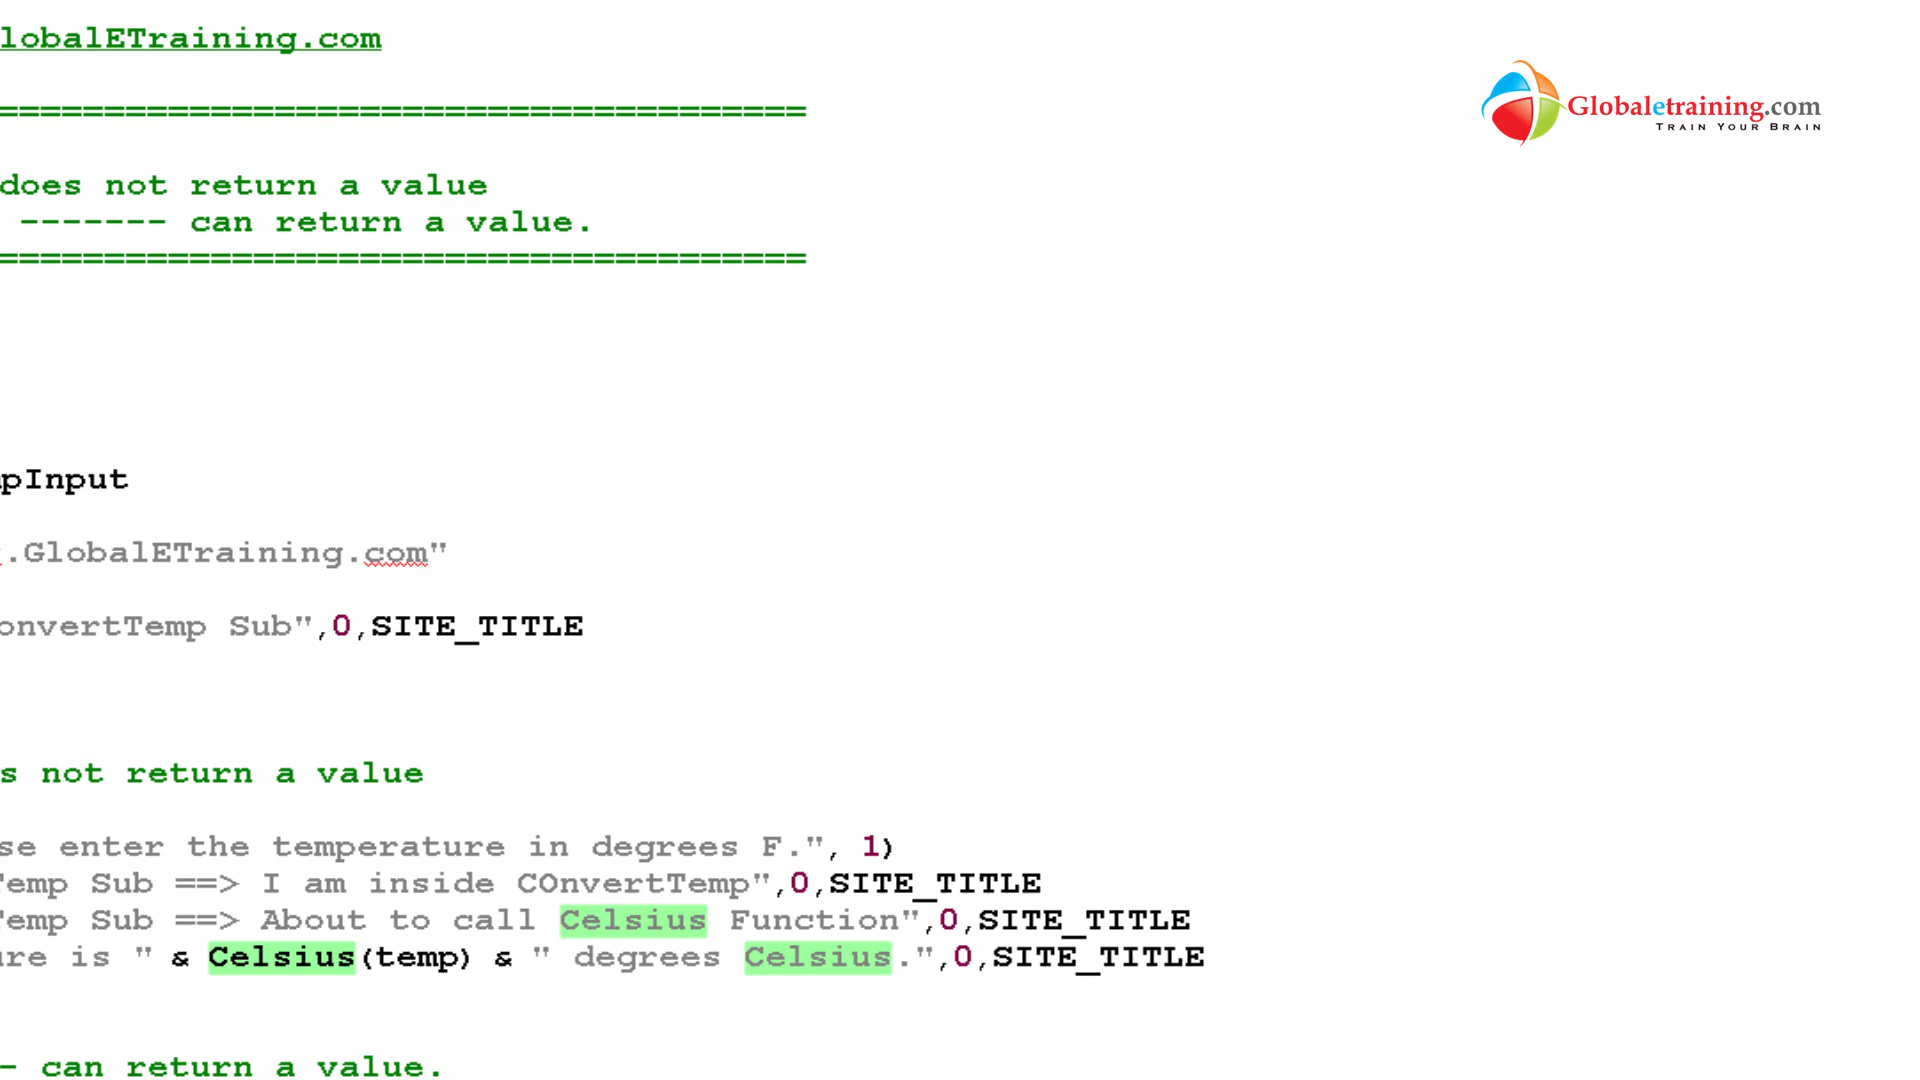 lobalETraining.com
Globaletraining.com
TRAIN YOUR BRAIN
======================================
does not return a value
------- can return a value.
======================================
pInput
.GlobalETraining.com"
onvertTemp Sub",0,SITE_TITLE
s not return a value
se enter the temperature in degrees F.", 1)
Temp Sub ==> I am inside COnvertTemp",0,SITE_TITLE
Temp Sub ==> About to call Celsius Function",0,SITE_TITLE
ure is " & Celsius(temp) & " degrees Celsius.",0,SITE_TITLE
- can return a value.